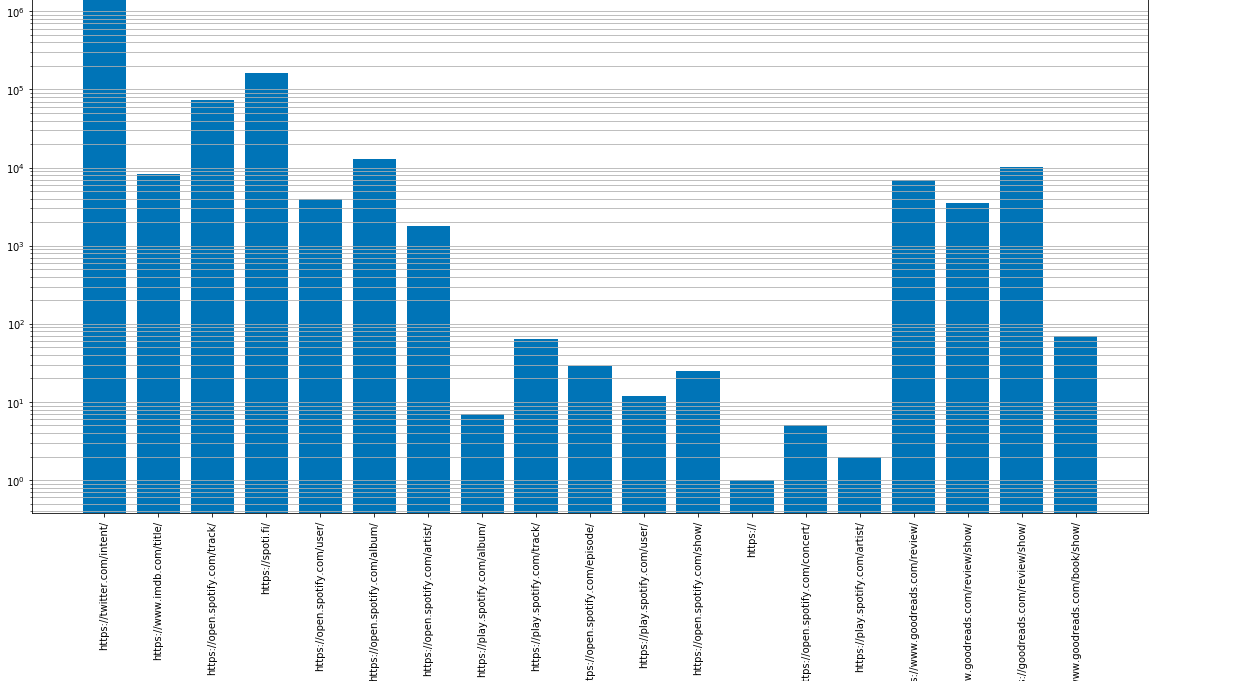 10⁶
10⁵
10⁴
10³
10²
10¹
10⁰
https://twitter.com/intent/
https://www.imdb.com/title/
https://open.spotify.com/track/
https://spoti.fi/
https://open.spotify.com/user/
https://open.spotify.com/album/
https://open.spotify.com/artist/
https://play.spotify.com/album/
https://play.spotify.com/track/
ttps://open.spotify.com/episode/
https://play.spotify.com/user/
https://open.spotify.com/show/
https://
ttps://open.spotify.com/concert/
https://play.spotify.com/artist/
s://www.goodreads.com/review/
w.goodreads.com/review/show/
s://goodreads.com/review/show/
ww.goodreads.com/book/show/